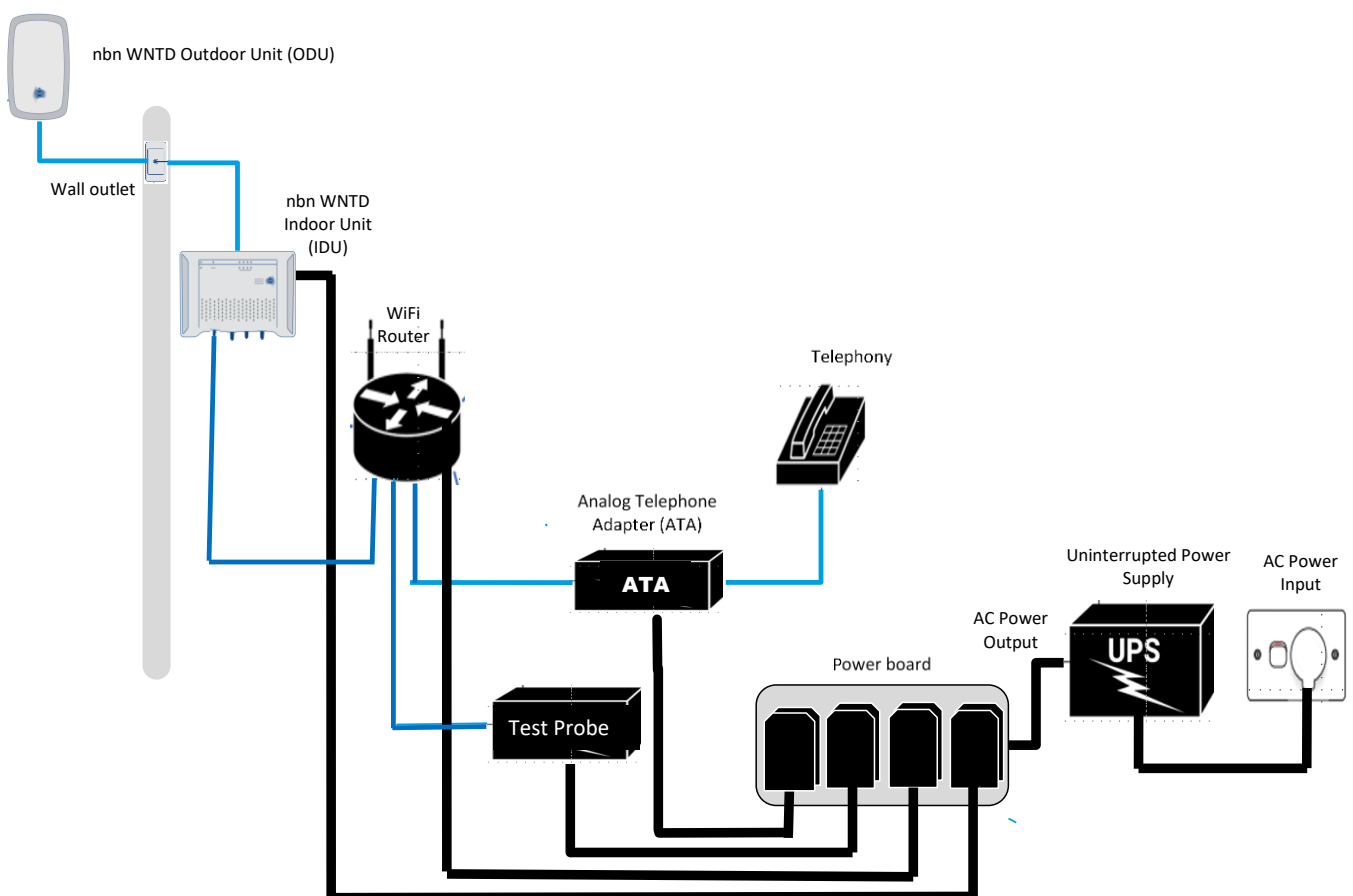 nbn WNTD Outdoor Unit (ODU)
Wall outlet
nbn WNTD
Indoor Unit
(IDU)
WiFi
Router
Telephony
Analog Telephone
Adapter (ATA)
ATA
Uninterrupted Power
Supply
AC Power
Input
AC Power
Output
UPS
Power board
Test Probe